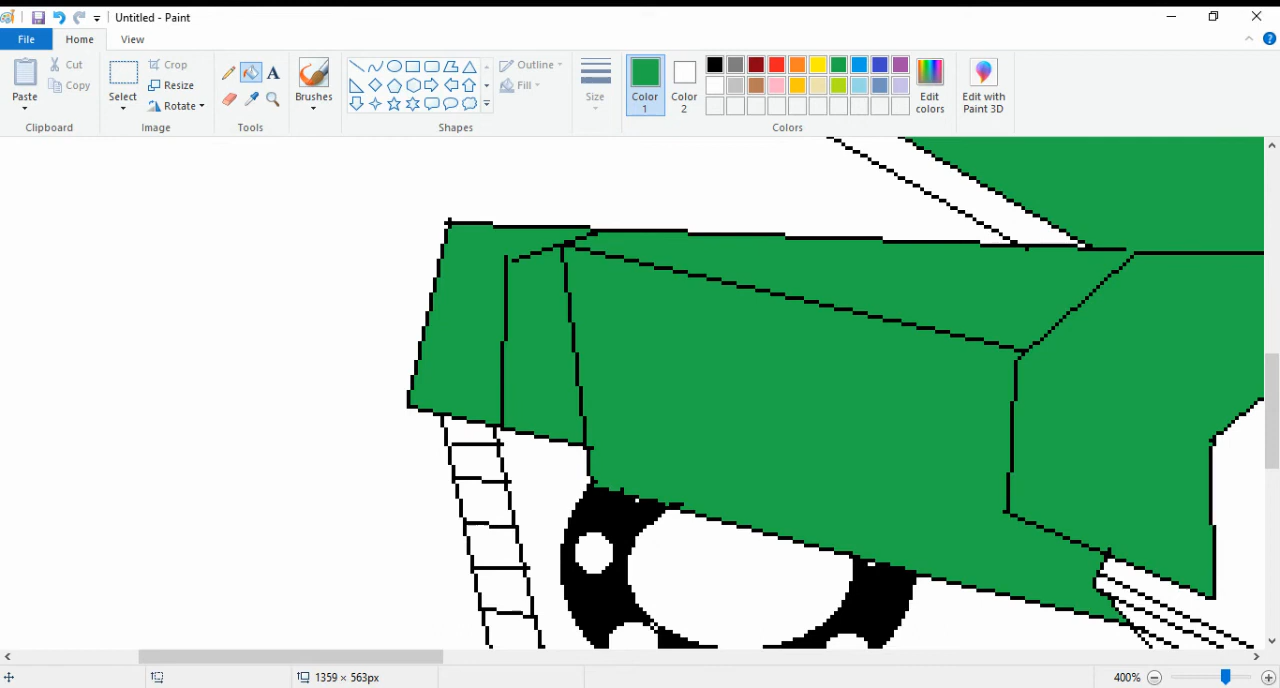 Untitled - Paint
File Home View
Paste
Cut
Copy
Clipboard
Select
Crop
Resize
Rotate
Image
A
Tools
Brushes
Outline
Fill
Shapes
Size
Color 1
Color 2
Edit colors
Colors
Edit with Paint 3D
1359 × 563px
400%